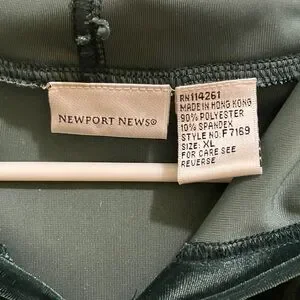 NEWPORT NEWS®
RN114261
MADE IN HONG KONG
90% POLYESTER
10% SPANDEX
STYLE NO. F7169
SIZE: XL
FOR CARE SEE
REVERSE